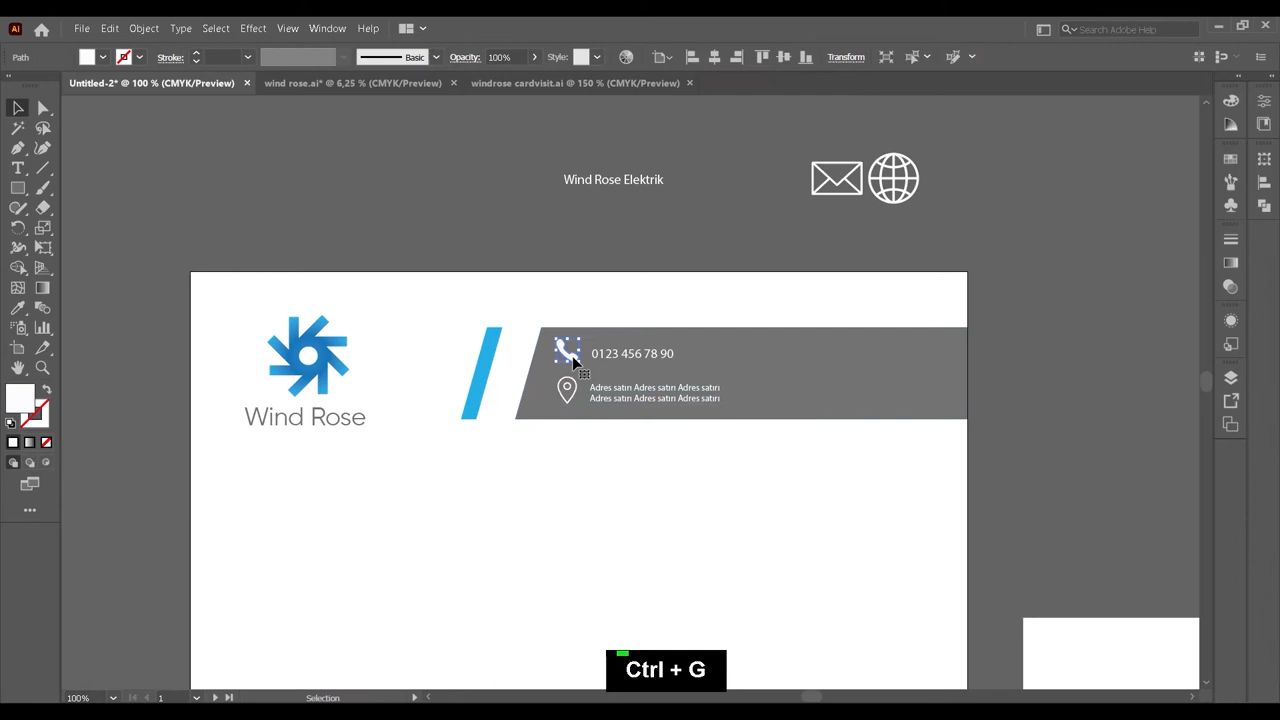 Ai File Edit Object Type Select Effect View Window Help Search Adobe Help
Path Stroke: Basic Opacity: 100% Style: Transform
Untitled-2* @ 100 % (CMYK/Preview) × wind rose.ai* @ 6,25 % (CMYK/Preview) × windrose cardvisit.ai @ 150 % (CMYK/Preview) ×
Wind Rose Elektrik
0123 456 78 90
Adres satırı Adres satırı Adres satırı
Adres satırı Adres satırı Adres satırı
Wind Rose
Ctrl + G
100% 1 Selection